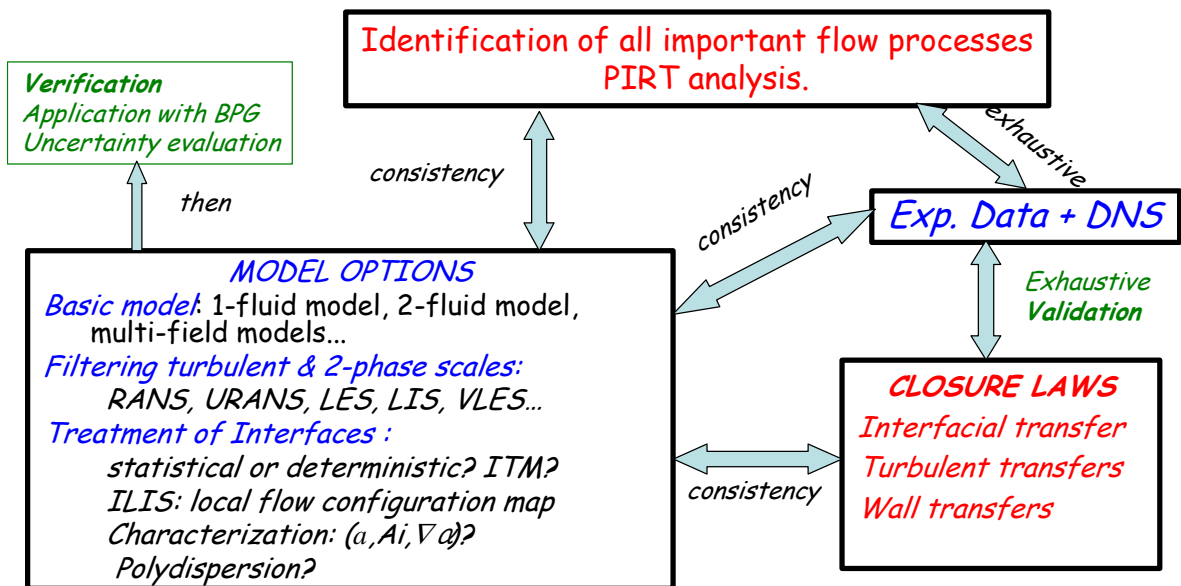 Identification of all important flow processes
PIRT analysis.
Verification
Application with BPG
Uncertainty evaluation
then
consistency
consistency
exhaustive
Exp. Data + DNS
Exhaustive
Validation
MODEL OPTIONS
Basic model: 1-fluid model, 2-fluid model,
multi-field models...
Filtering turbulent & 2-phase scales:
RANS, URANS, LES, LIS, VLES…
Treatment of Interfaces :
statistical or deterministic? ITM?
ILIS: local flow configuration map
Characterization: (α,Ai,∇α)?
Polydispersion?
consistency
CLOSURE LAWS
Interfacial transfer
Turbulent transfers
Wall transfers